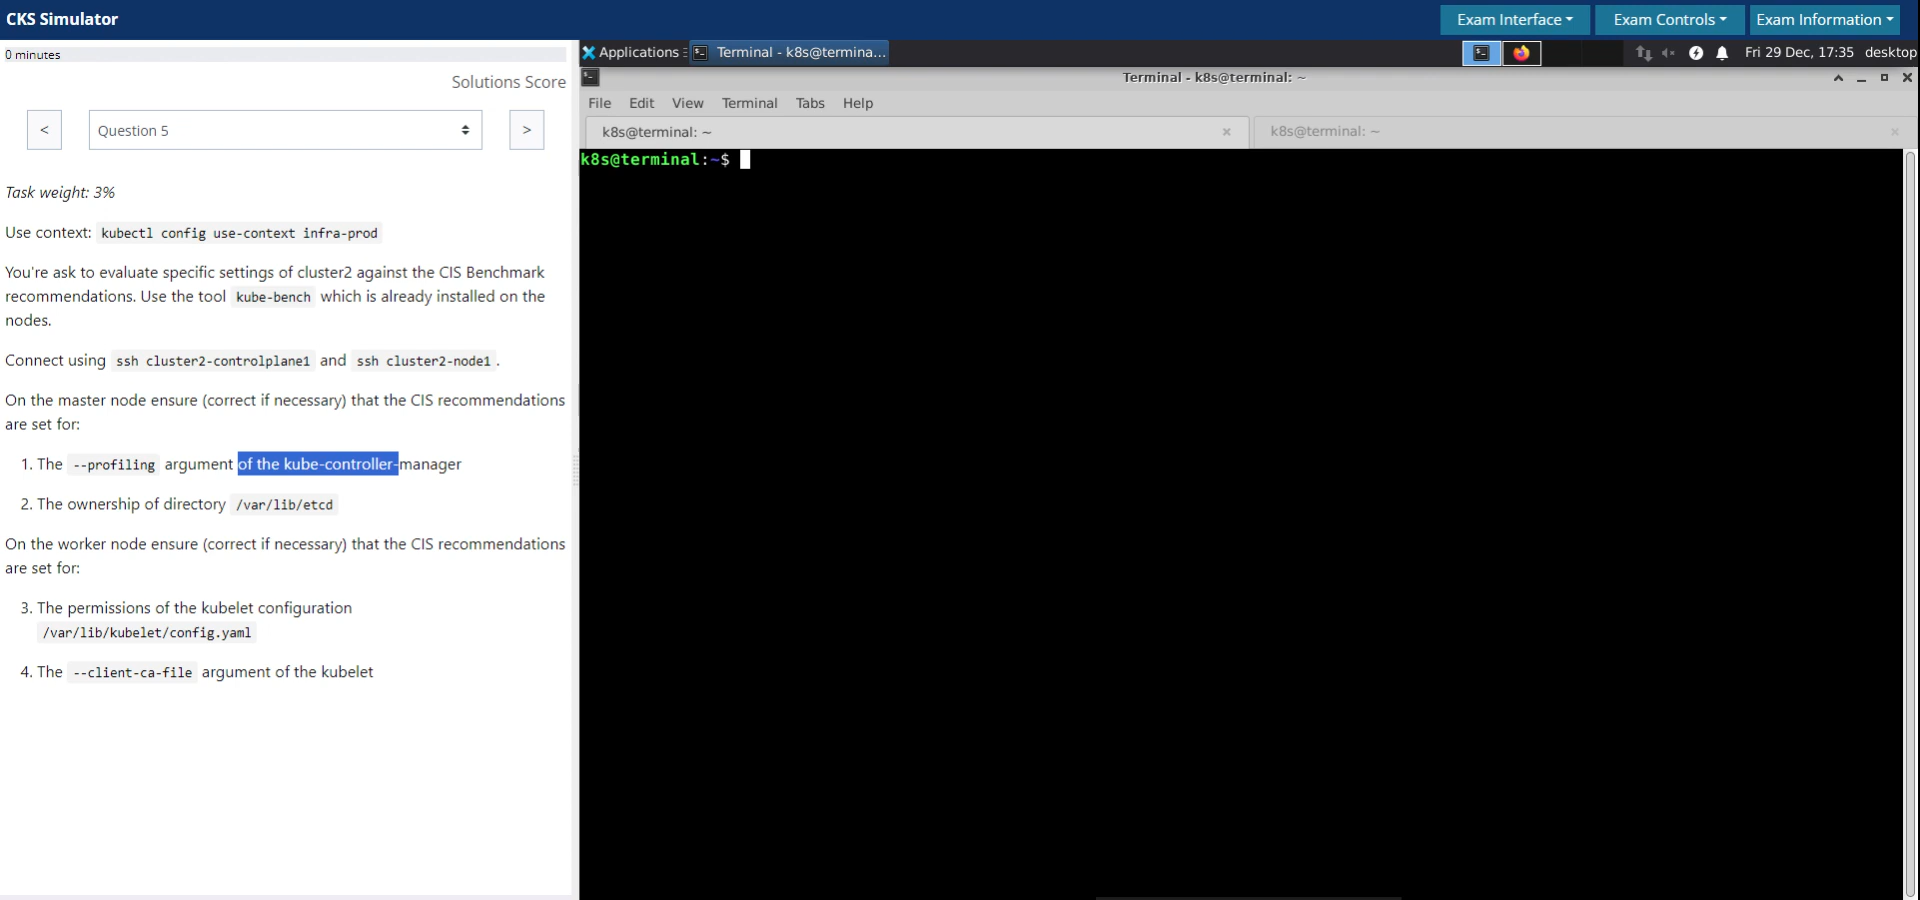 CKS Simulator
Exam Interface
Exam Controls
Exam Information
0 minutes
Solutions Score
<
Question 5
>
Task weight: 3%
Use context: kubectl config use-context infra-prod
You're ask to evaluate specific settings of cluster2 against the CIS Benchmark
recommendations. Use the tool kube-bench which is already installed on the
nodes.
Connect using ssh cluster2-controlplane1 and ssh cluster2-node1.
On the master node ensure (correct if necessary) that the CIS recommendations
are set for:
1. The --profiling argument of the kube-controller-manager
2. The ownership of directory /var/lib/etcd
On the worker node ensure (correct if necessary) that the CIS recommendations
are set for:
3. The permissions of the kubelet configuration
/var/lib/kubelet/config.yaml
4. The --client-ca-file argument of the kubelet
Applications
Terminal - k8s@termina...
Fri 29 Dec, 17:35 desktop
Terminal - k8s@terminal: ~
File Edit View Terminal Tabs Help
k8s@terminal: ~
k8s@terminal: ~
k8s@terminal:~$